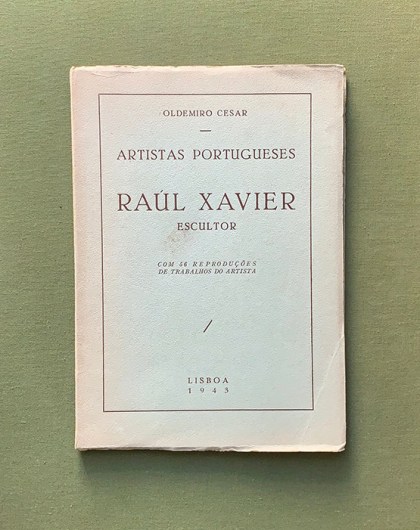 OLDEMIRO CESAR
—
ARTISTAS PORTUGUESES
RAÚL XAVIER
ESCULTOR
COM 56 REPRODUÇÕES
DE TRABALHOS DO ARTISTA
/
LISBOA
1943